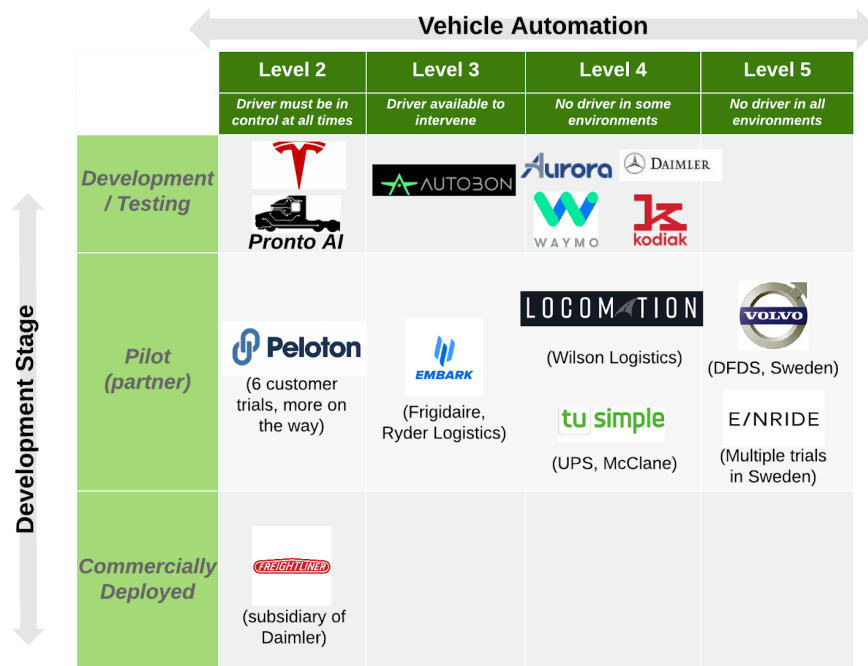 Vehicle Automation
Level 2
Level 3
Level 4
Level 5
Driver must be in
control at all times
Driver available to
intervene
No driver in some
environments
No driver in all
environments
Development Stage
Development
/ Testing
Pronto AI
AUTOBON
Aurora
DAIMLER
WAYMO
kodiak
Pilot
(partner)
Peloton
(6 customer
trials, more on
the way)
EMBARK
(Frigidaire,
Ryder Logistics)
LOCOMATION
(Wilson Logistics)
tu simple
(UPS, McClane)
VOLVO
(DFDS, Sweden)
E/NRIDE
(Multiple trials
in Sweden)
Commercially
Deployed
FREIGHTLINER
(subsidiary of
Daimler)